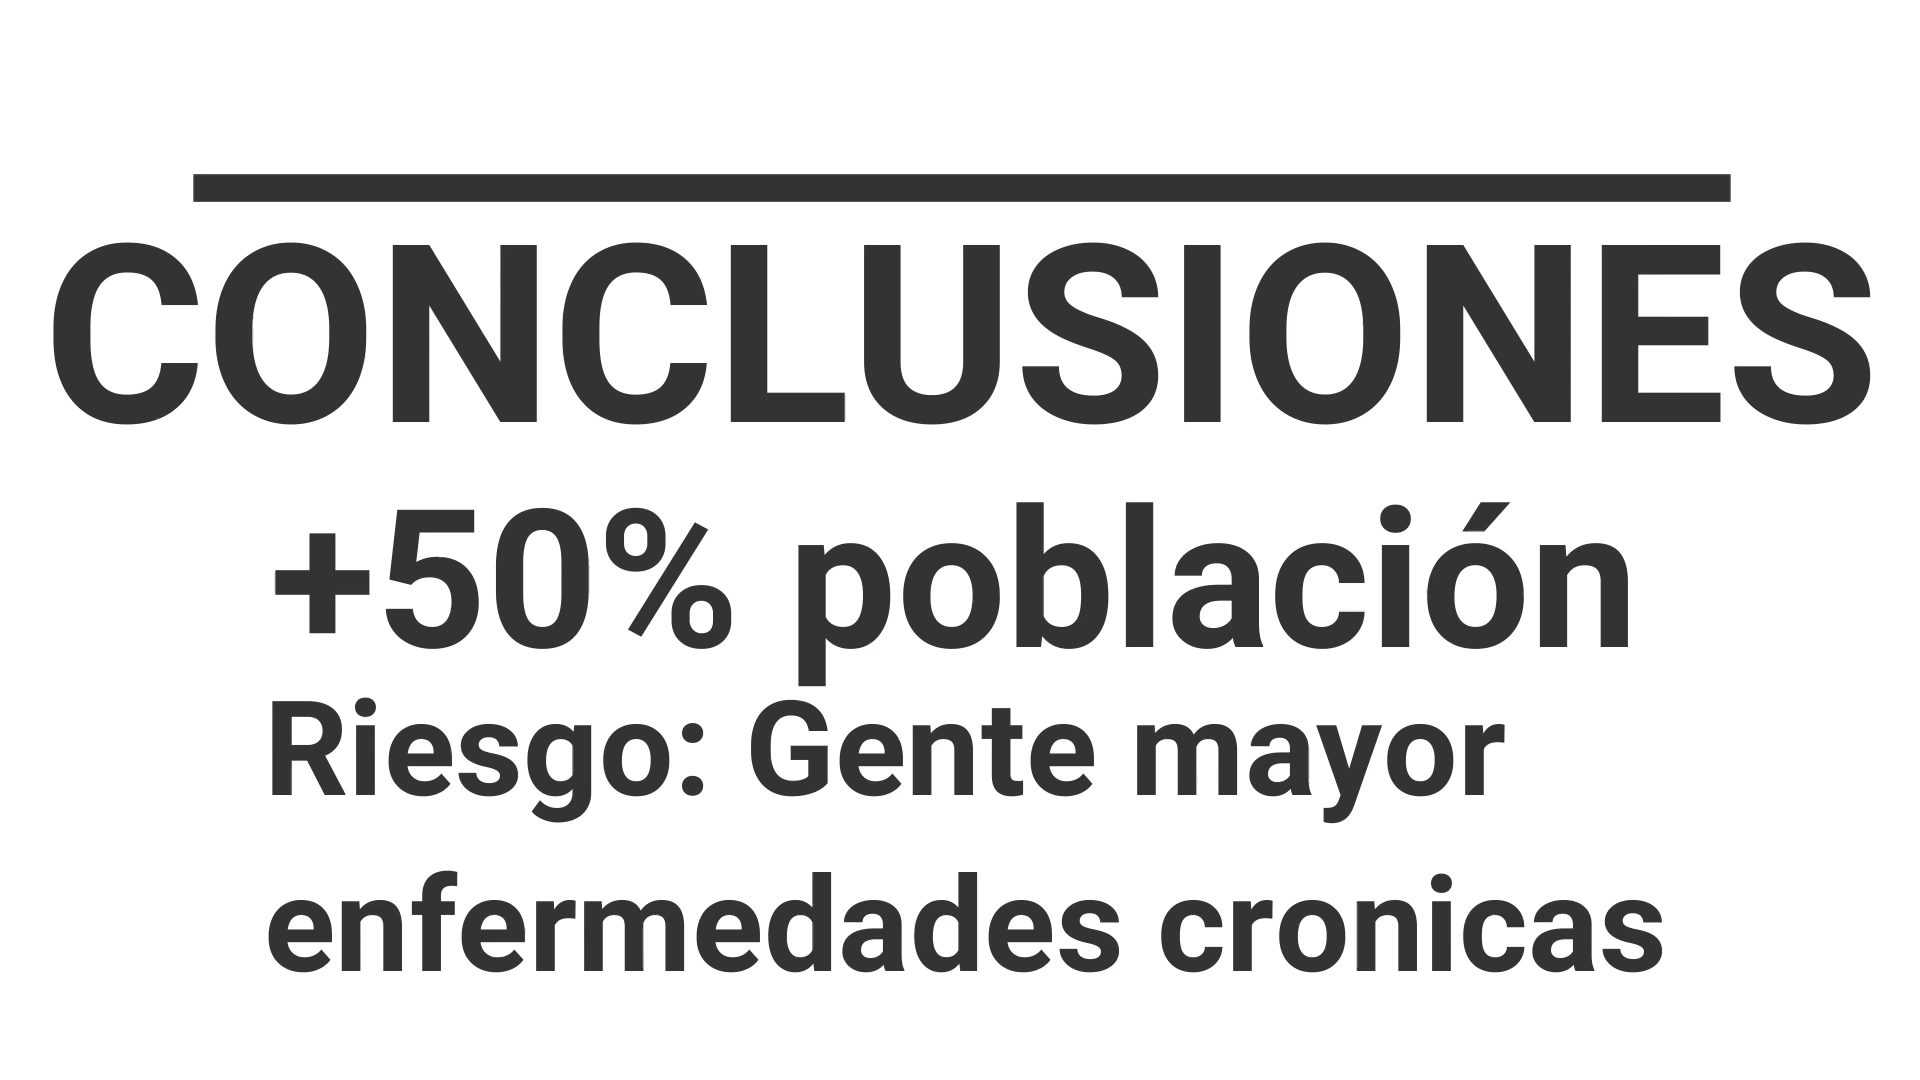 CONCLUSIONES
+50% población
Riesgo: Gente mayor
enfermedades cronicas